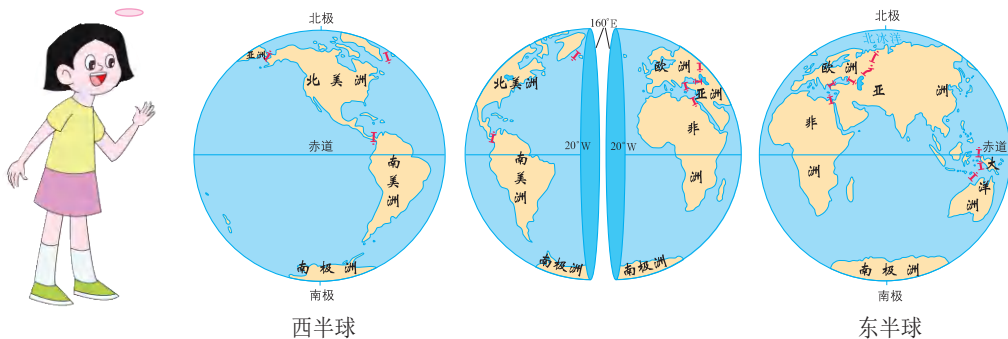 北极
亚洲
北美洲
赤道
南美洲
南极洲
南极
西半球
160°E
北美洲
20°W
南美洲
南极洲
欧洲
亚洲
非洲
20°W
南极洲
北极
北冰洋
欧洲
亚洲
非洲
赤道
大洋洲
南极洲
南极
东半球